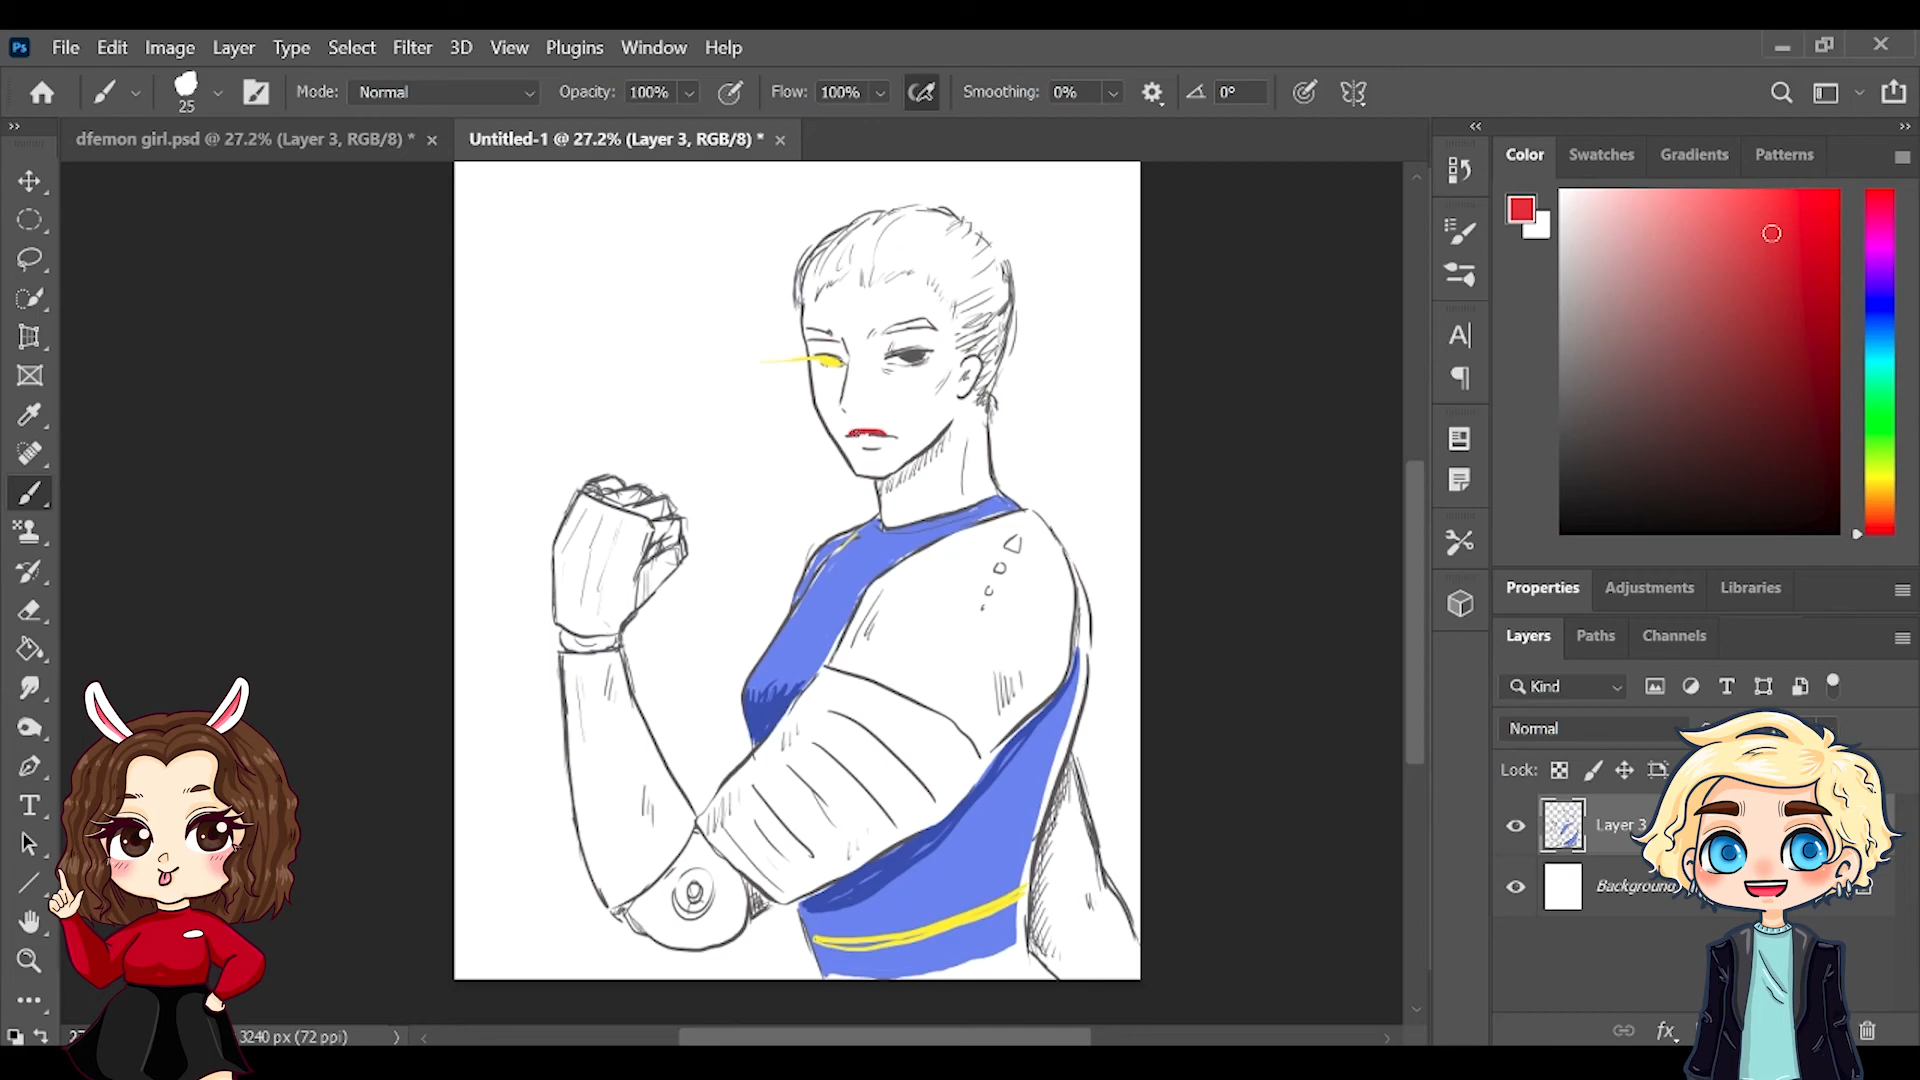 Ps File Edit Image Layer Type Select Filter 3D View Plugins Window Help
25 Mode: Normal Opacity: 100% Flow: 100% Smoothing: 0% 0°
dfemon girl.psd @ 27.2% (Layer 3, RGB/8) * Untitled-1 @ 27.2% (Layer 3, RGB/8) *
Color Swatches Gradients Patterns
Properties Adjustments Libraries
Layers Paths Channels
Kind
Normal
Lock:
Layer 3
Background
3240 px (72 ppi)
fx